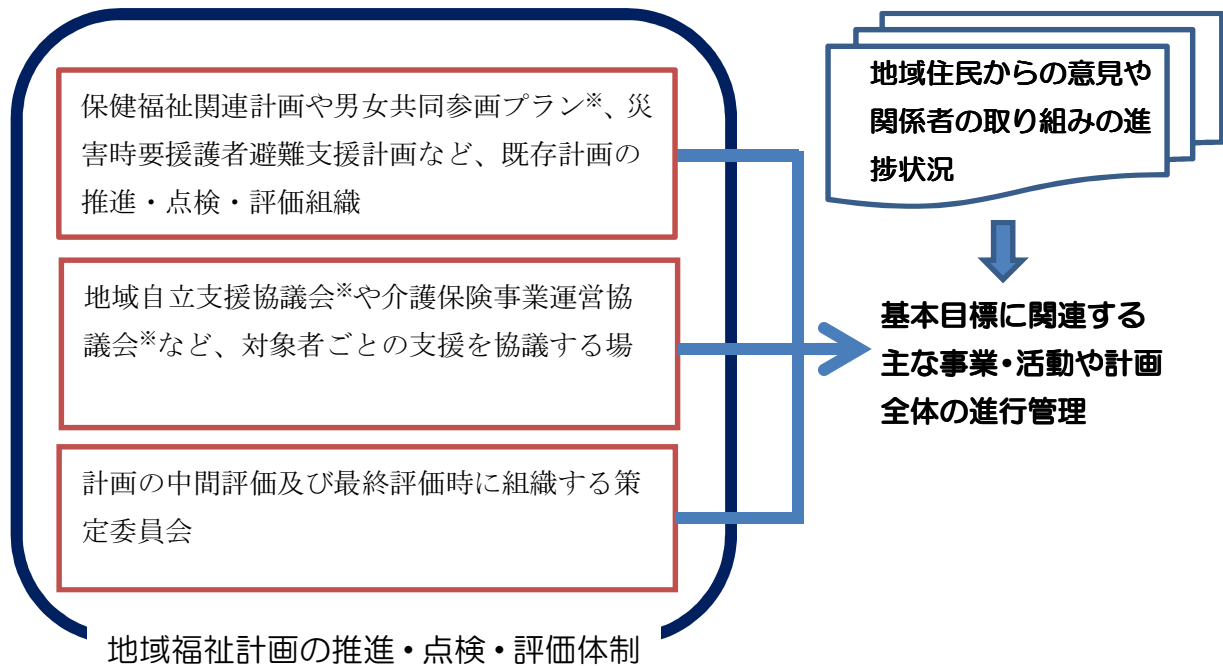 保健福祉関連計画や男女共同参画プラン※、災
害時要援護者避難支援計画など、既存計画の
推進・点検・評価組織
地域自立支援協議会※や介護保険事業運営協
議会※など、対象者ごとの支援を協議する場
計画の中間評価及び最終評価時に組織する策
定委員会
地域福祉計画の推進・点検・評価体制
地域住民からの意見や
関係者の取り組みの進
捗状況
基本目標に関連する
主な事業・活動や計画
全体の進行管理